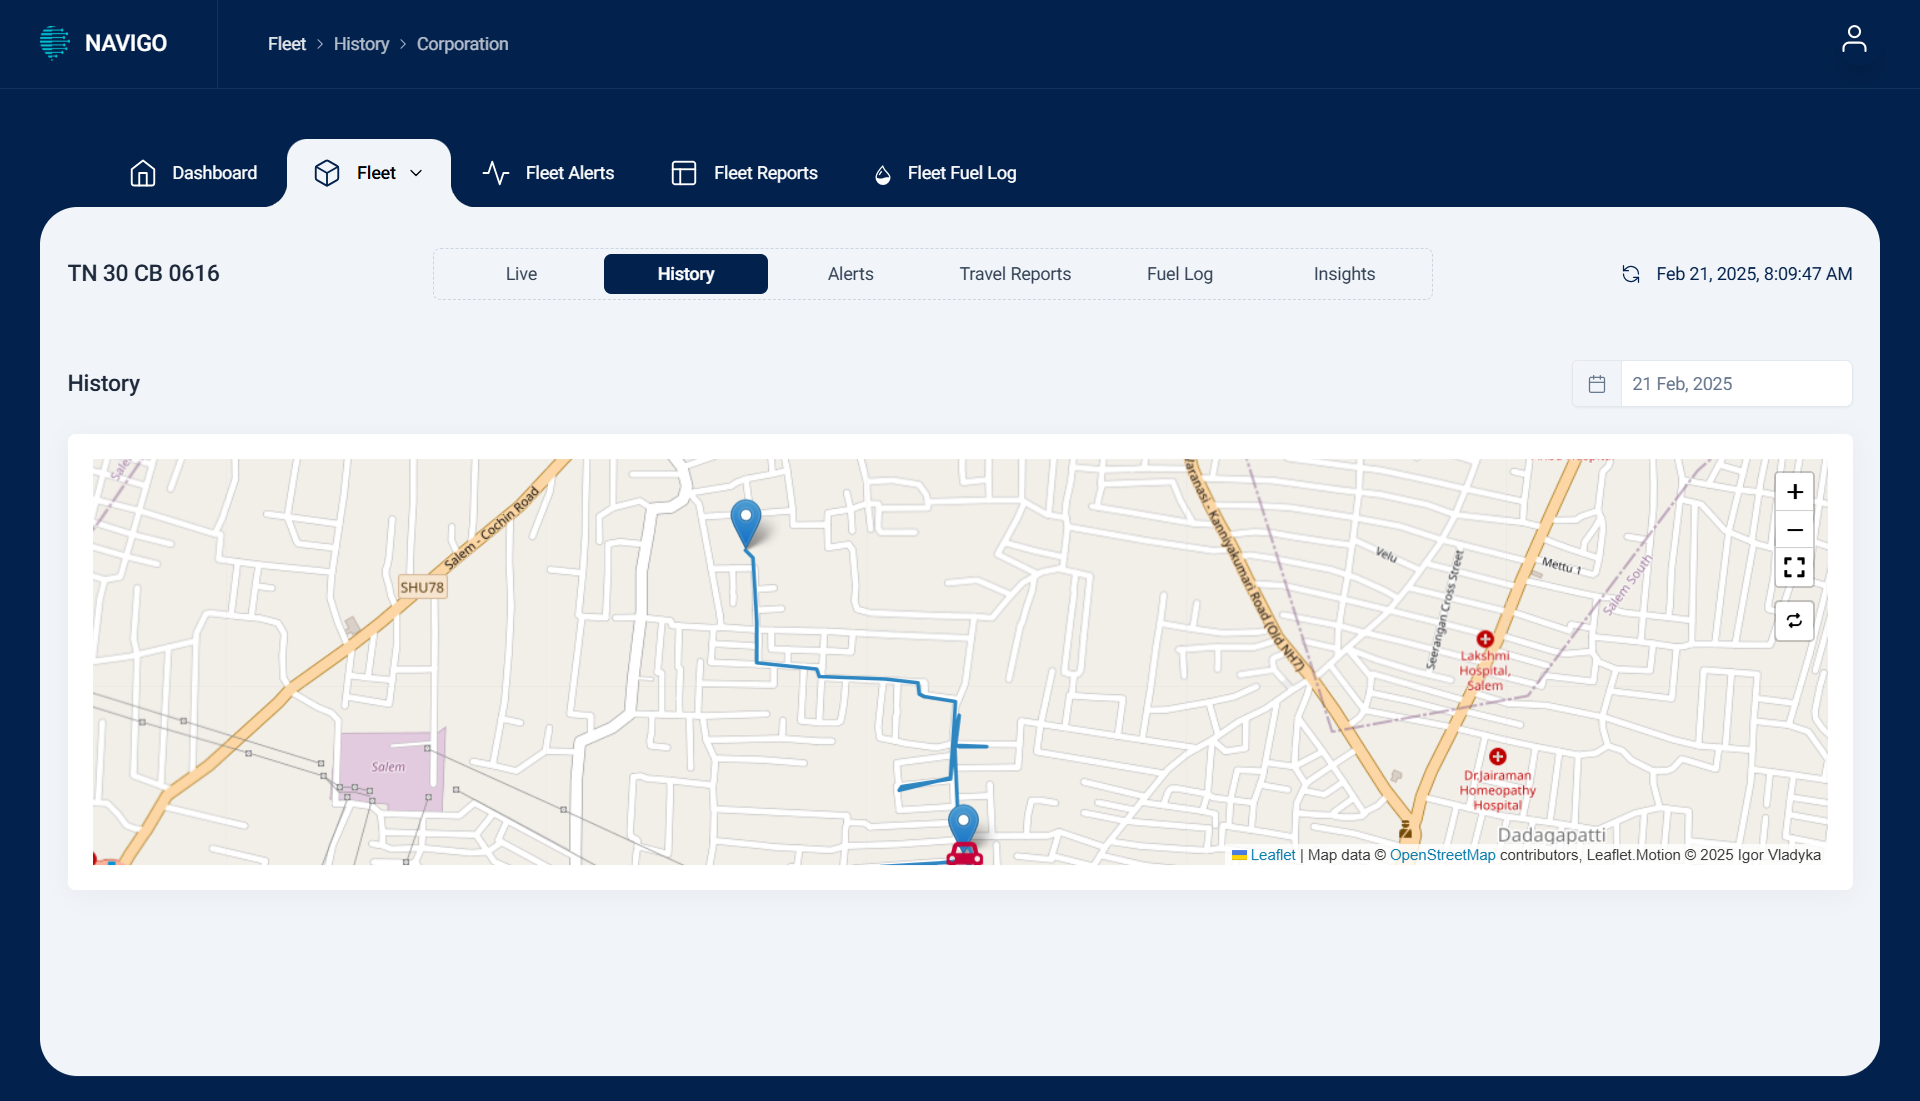 NAVIGO
Fleet > History > Corporation
Dashboard
Fleet
Fleet Alerts
Fleet Reports
Fleet Fuel Log
TN 30 CB 0616
Live
History
Alerts
Travel Reports
Fuel Log
Insights
Feb 21, 2025, 8:09:47 AM
History
21 Feb, 2025
Salem - Cochin Road
SHU78
Salem
Varanasi - Kanniyakumari Road (Old NH7)
Velu
Seerangan Cross Street
Mettu 1
Salem South
Lakshmi
Hospital,
Salem
Dr.Jairaman
Homeopathy
Hospital
Dadagapatti
+
−
Leaflet | Map data © OpenStreetMap contributors, Leaflet.Motion © 2025 Igor Vladyka